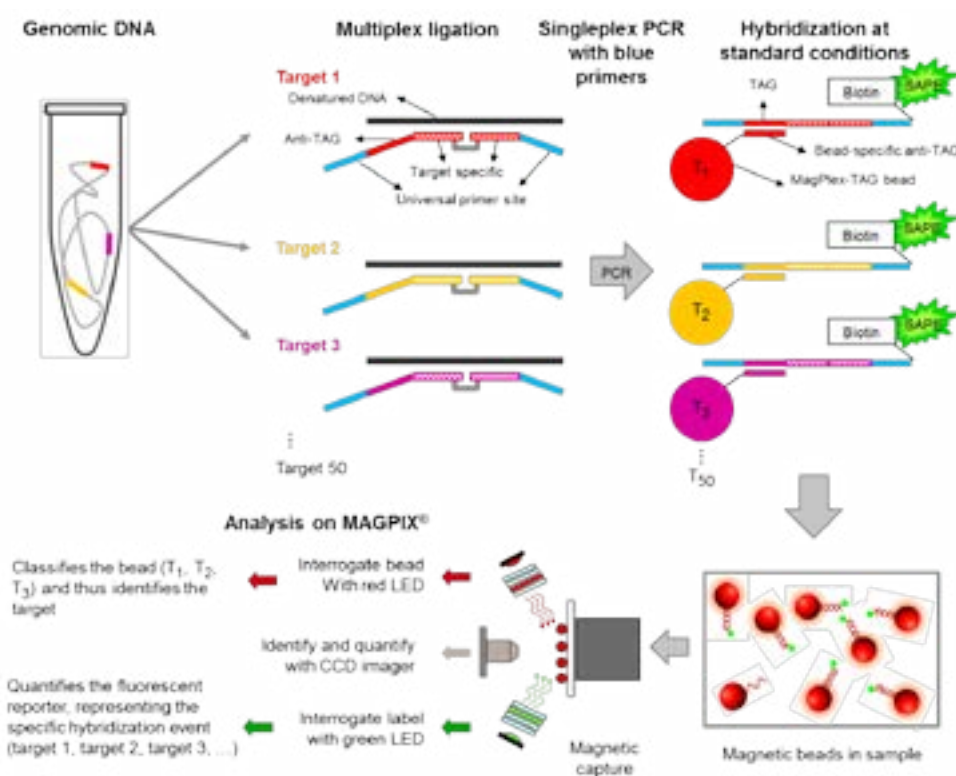 Genomic DNA
Multiplex ligation
Singleplex PCR
with blue
primers
Hybridization at
standard conditions
Target 1
Denatured DNA
Anti-TAG
Target specific
Universal primer site
Target 2
Target 3
Target 50
PCR
TAG
Biotin
SAPE
Bead-specific anti-TAG
T1
MagPlex-TAG bead
Biotin
SAPE
T2
Biotin
SAPE
T3
T50
Analysis on MAGPIX®
Classifies the bead (T1, T2,
T3) and thus identifies the
target
Interrogate bead
With red LED
Identify and quantify
with CCD imager
Quantifies the fluorescent
reporter, representing the
specific hybridization event
(target 1, target 2, target 3, ...)
Interrogate label
with green LED
Magnetic
capture
Magnetic beads in sample